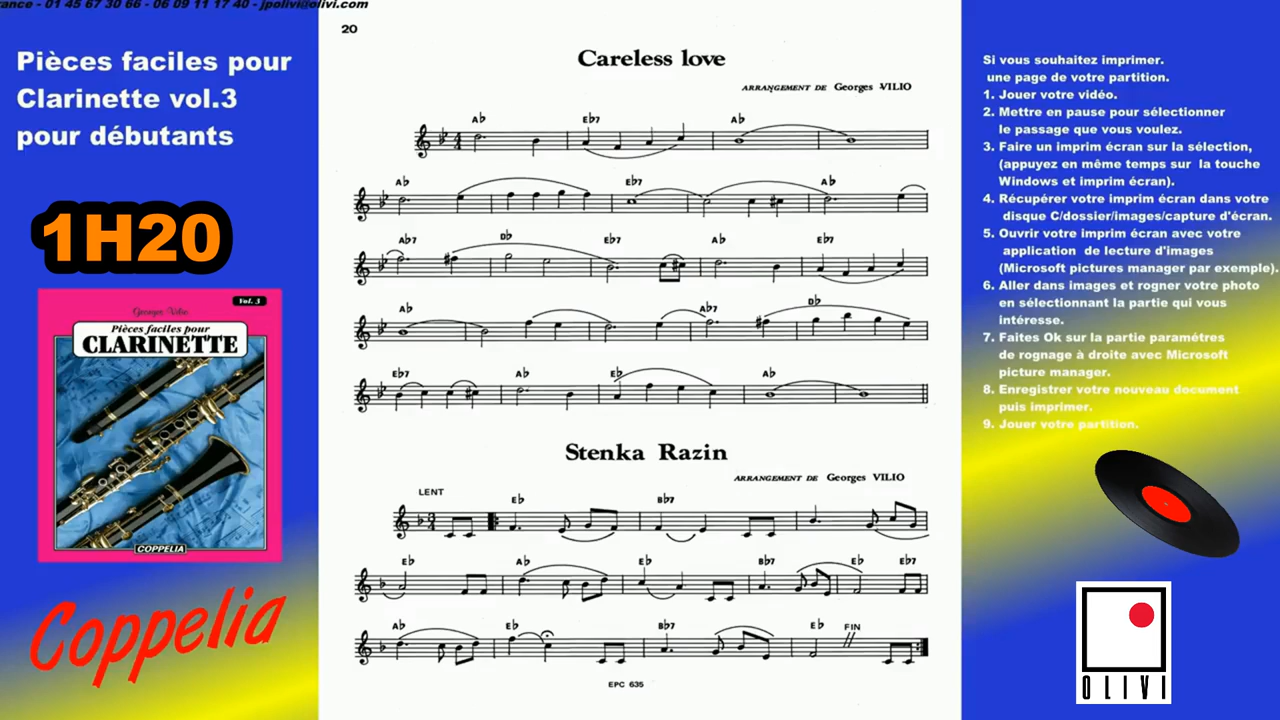 rance - 01 45 67 30 66 - 06 09 11 17 40 - jpolivi@olivi.com
Pièces faciles pour
Clarinette vol.3
pour débutants
1H20
Vol. 3
Georges Vilio
Pièces faciles pour
CLARINETTE
COPPELIA
Coppelia
20
Careless love
ARRANGEMENT DE Georges VILIO
Ab Eb7 Ab
Ab Eb7 Ab
Ab7 Db Eb7 Ab Eb7
Ab Ab7 Db
Eb7 Ab Eb Ab
Stenka Razin
ARRANGEMENT DE Georges VILIO
LENT
Eb Bb7
Eb Ab Eb Bb7 Eb Eb7
Ab Eb Bb7 Eb FIN
EPC 635
Si vous souhaitez imprimer.
une page de votre partition.
1. Jouer votre vidéo.
2. Mettre en pause pour sélectionner
le passage que vous voulez.
3. Faire un imprim écran sur la sélection,
(appuyez en même temps sur la touche
Windows et imprim écran).
4. Récupérer votre imprim écran dans votre
disque C/dossier/images/capture d'écran.
5. Ouvrir votre imprim écran avec votre
application de lecture d'images
(Microsoft pictures manager par exemple).
6. Aller dans images et rogner votre photo
en sélectionnant la partie qui vous
intéresse.
7. Faites Ok sur la partie paramétres
de rognage à droite avec Microsoft
picture manager.
8. Enregistrer votre nouveau document
puis imprimer.
9. Jouer votre partition.
OLIVI